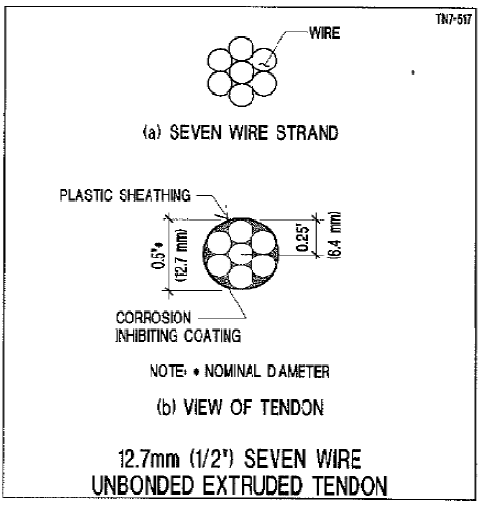 TN7-517
WIRE
(a) SEVEN WIRE STRAND
PLASTIC SHEATHING
0.5"*
(12.7 mm)
0.25"
(6.4 mm)
CORROSION
INHIBITING COATING
NOTE: * NOMINAL DIAMETER
(b) VIEW OF TENDON
12.7mm (1/2") SEVEN WIRE
UNBONDED EXTRUDED TENDON